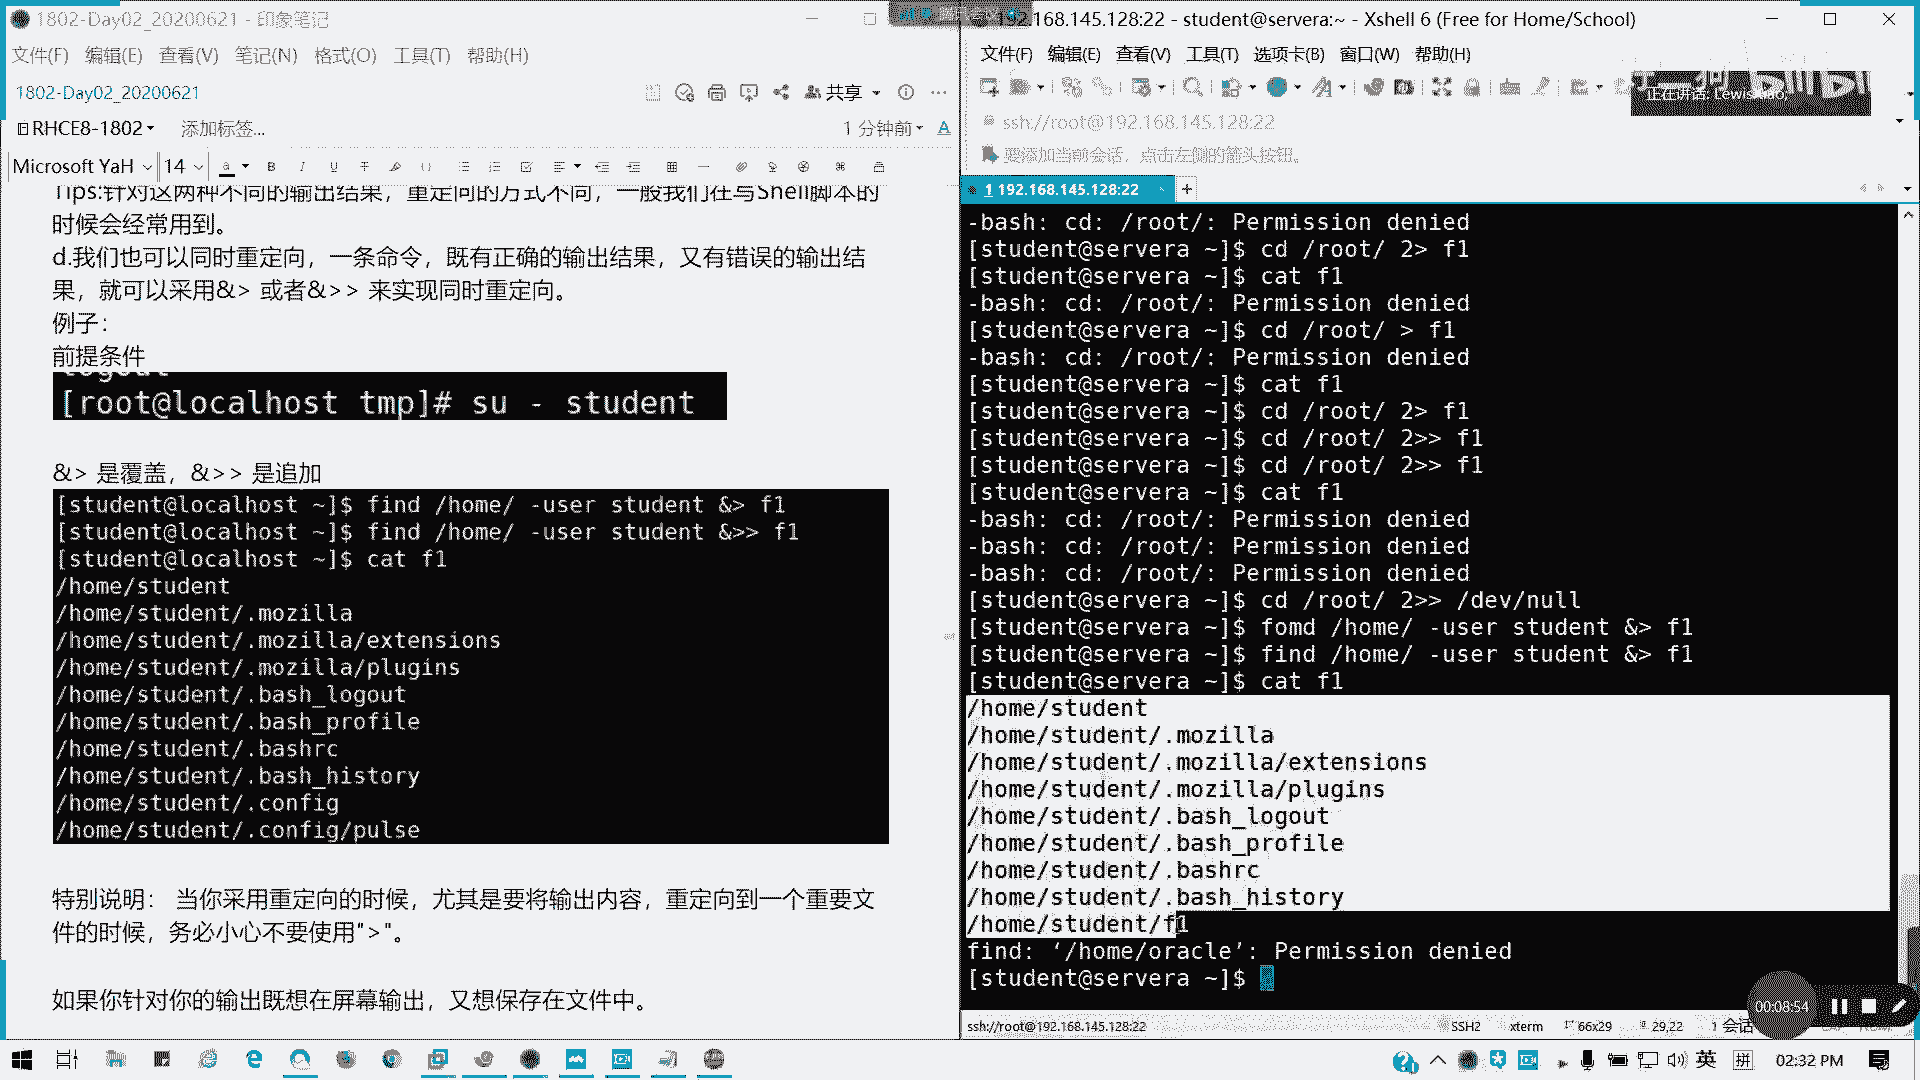 1802-Day02_20200621 - 印象笔记
文件(F) 编辑(E) 查看(V) 笔记(N) 格式(O) 工具(T) 帮助(H)
1802-Day02_20200621
共享
RHCE8-1802 添加标签...
1 分钟前
Microsoft YaH 14
Tips:针对这两种不同的输出结果，重定向的方式不同，一般我们在写Shell脚本的
时候会经常用到。
d.我们也可以同时重定向，一条命令，既有正确的输出结果，又有错误的输出结
果，就可以采用&> 或者&>> 来实现同时重定向。
例子：
前提条件
logout
[root@localhost tmp]# su - student
&> 是覆盖，&>> 是追加
[student@localhost ~]$ find /home/ -user student &> f1
[student@localhost ~]$ find /home/ -user student &>> f1
[student@localhost ~]$ cat f1
/home/student
/home/student/.mozilla
/home/student/.mozilla/extensions
/home/student/.mozilla/plugins
/home/student/.bash_logout
/home/student/.bash_profile
/home/student/.bashrc
/home/student/.bash_history
/home/student/.config
/home/student/.config/pulse
特别说明： 当你采用重定向的时候，尤其是要将输出内容，重定向到一个重要文
件的时候，务必小心不要使用">"。
如果你针对你的输出既想在屏幕输出，又想保存在文件中。
192.168.145.128:22 - student@servera:~ - Xshell 6 (Free for Home/School)
文件(F) 编辑(E) 查看(V) 工具(T) 选项卡(B) 窗口(W) 帮助(H)
正在讲话: Lewis
ssh://root@192.168.145.128:22
要添加当前会话，点击左侧的箭头按钮。
1 192.168.145.128:22
-bash: cd: /root/: Permission denied
[student@servera ~]$ cd /root/ 2> f1
[student@servera ~]$ cat f1
-bash: cd: /root/: Permission denied
[student@servera ~]$ cd /root/ > f1
-bash: cd: /root/: Permission denied
[student@servera ~]$ cat f1
[student@servera ~]$ cd /root/ 2> f1
[student@servera ~]$ cd /root/ 2>> f1
[student@servera ~]$ cd /root/ 2>> f1
[student@servera ~]$ cat f1
-bash: cd: /root/: Permission denied
-bash: cd: /root/: Permission denied
-bash: cd: /root/: Permission denied
[student@servera ~]$ cd /root/ 2>> /dev/null
[student@servera ~]$ fomd /home/ -user student &> f1
[student@servera ~]$ find /home/ -user student &> f1
[student@servera ~]$ cat f1
/home/student
/home/student/.mozilla
/home/student/.mozilla/extensions
/home/student/.mozilla/plugins
/home/student/.bash_logout
/home/student/.bash_profile
/home/student/.bashrc
/home/student/.bash_history
/home/student/f1
find: ‘/home/oracle’: Permission denied
[student@servera ~]$
00:08:54
ssh://root@192.168.145.128:22 SSH2 xterm 66x29 29,22 1 会话
英 拼 02:32 PM